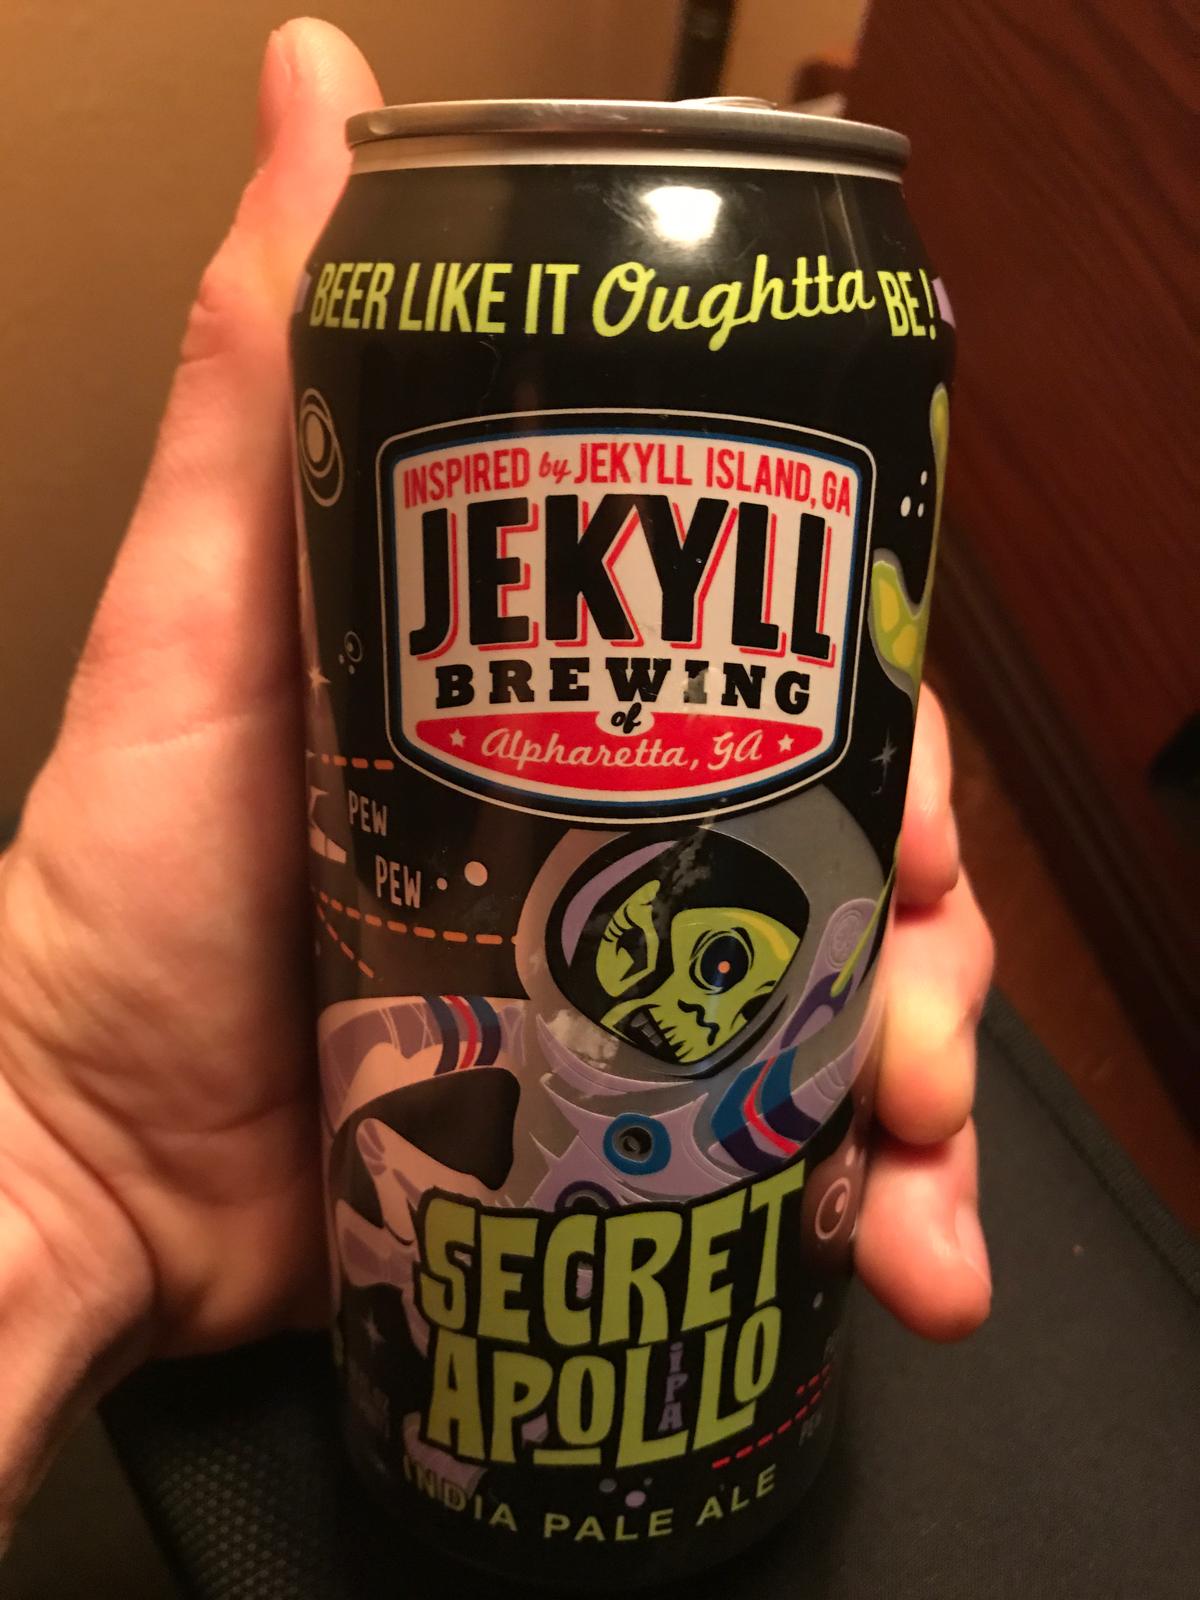 BEER LIKE IT Oughtta BE!
INSPIRED by JEKYLL ISLAND, GA
JEKYLL
BREWING
of
Alpharetta, GA
PEW
PEW
SECRET
APOLLO
IPA
INDIA PALE ALE